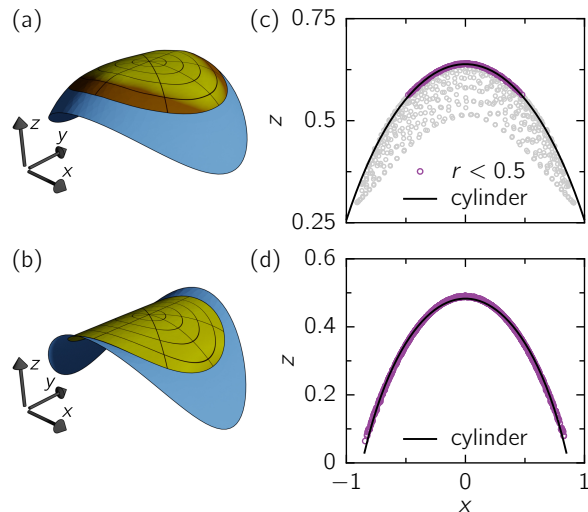 (a)
z
y
x
(c)
0.75
0.5
0.25
z
r < 0.5
cylinder
(b)
z
y
x
(d)
0.6
0.4
0.2
0
z
cylinder
−1
0
1
x